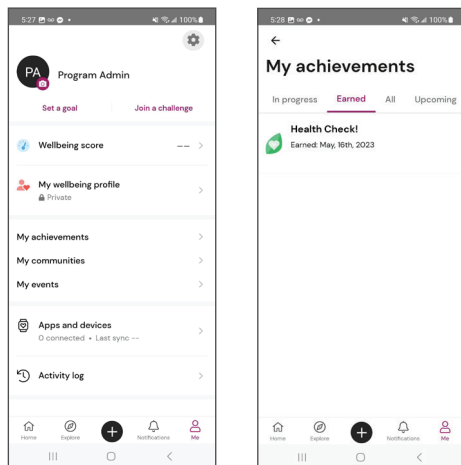 5:27
100%
PA
Program Admin
Set a goal
Join a challenge
Wellbeing score
--
My wellbeing profile
Private
My achievements
My communities
My events
Apps and devices
0 connected • Last sync --
Activity log
Home
Explore
Notifications
Me
5:28
100%
My achievements
In progress
Earned
All
Upcoming
Health Check!
Earned: May, 16th, 2023
Home
Explore
Notifications
Me